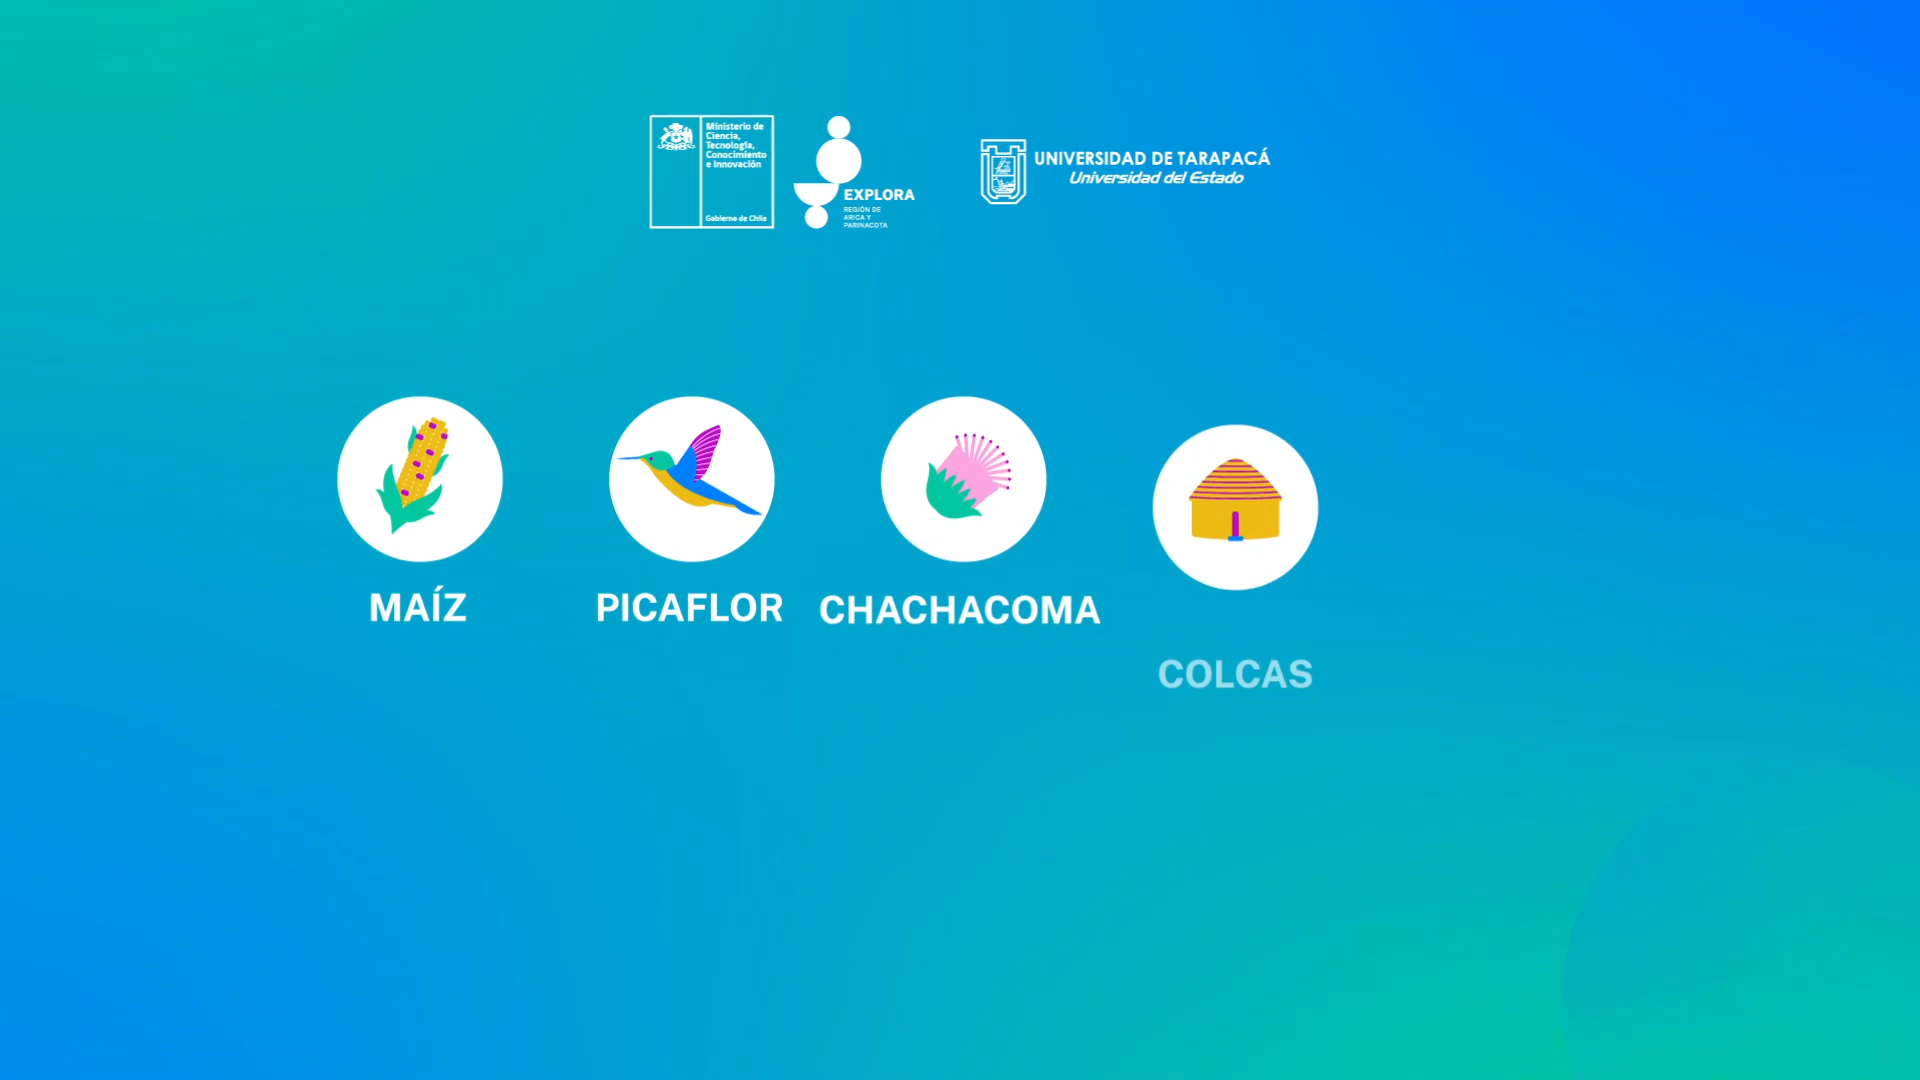 Ministerio de
Ciencia,
Tecnología,
Conocimiento
e Innovación
Gobierno de Chile
EXPLORA
REGIÓN DE
ARICA Y
PARINACOTA
UNIVERSIDAD DE TARAPACÁ
Universidad del Estado
MAÍZ
PICAFLOR
CHACHACOMA
COLCAS